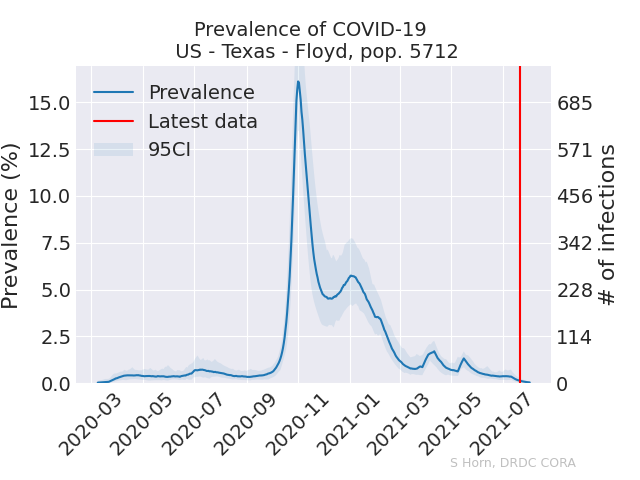 Prevalence of COVID-19
US - Texas - Floyd, pop. 5712
Prevalence
Latest data
95CI
Prevalence (%)
15.0
12.5
10.0
7.5
5.0
2.5
0.0
685
571
456
342
228
114
0
# of infections
2020-03
2020-05
2020-07
2020-09
2020-11
2021-01
2021-03
2021-05
2021-07
S Horn, DRDC CORA